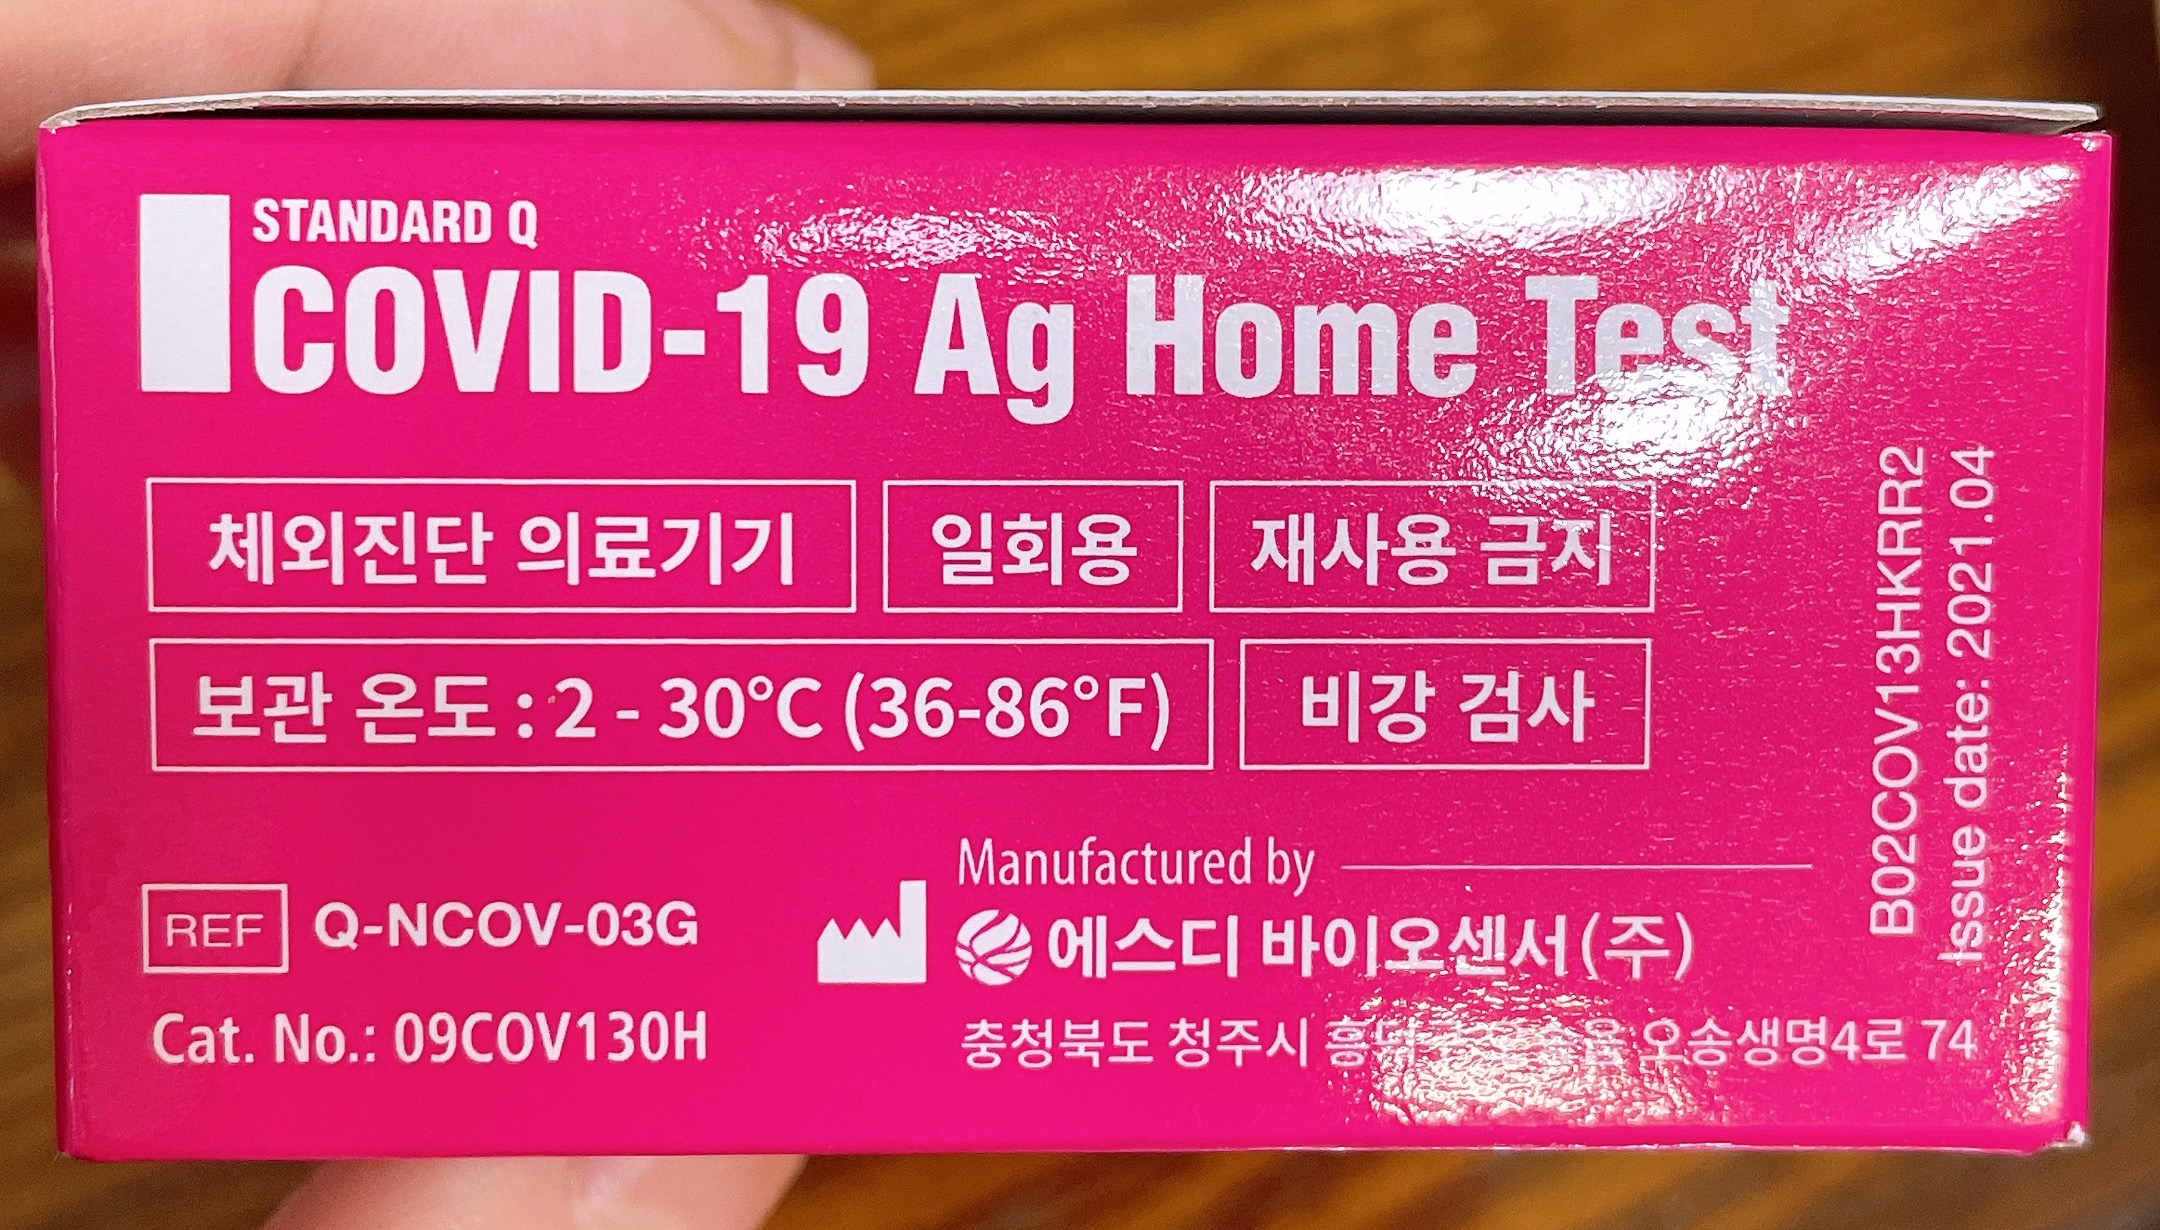 STANDARD Q
COVID-19 Ag Home Test
체외진단 의료기기 일회용 재사용 금지
보관 온도 : 2 - 30°C (36-86°F) 비강 검사
REF Q-NCOV-03G
Cat. No.: 09COV130H
Manufactured by
에스디 바이오센서(주)
충청북도 청주시 오송생명4로 74
B02COV13HKRR2
Issue date: 2021.04